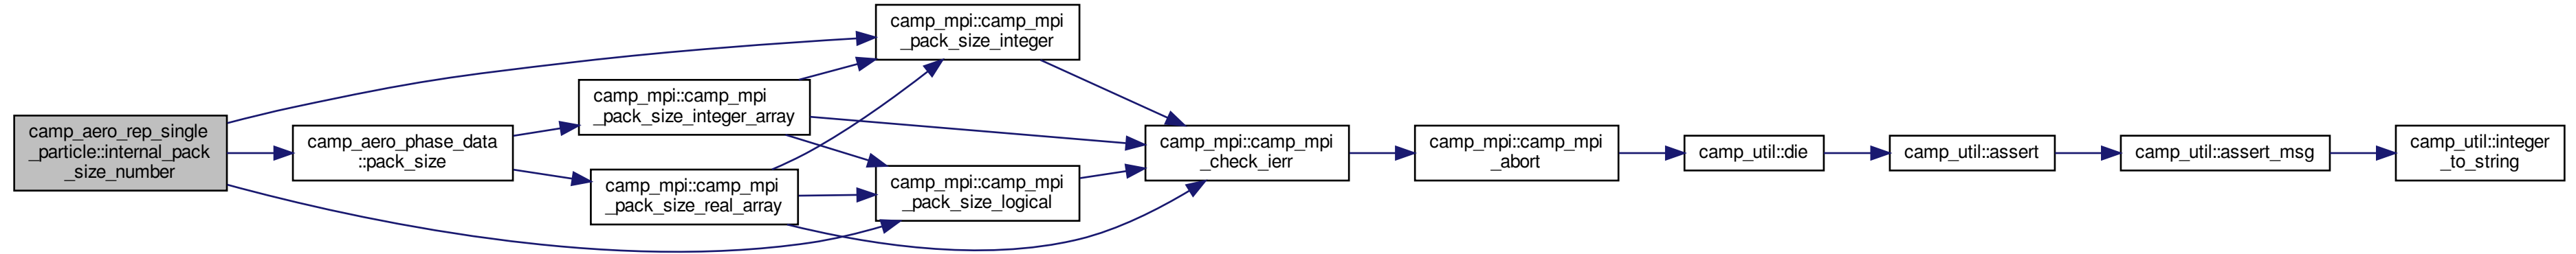 camp_aero_rep_single
_particle::internal_pack
_size_number
camp_aero_phase_data
::pack_size
camp_mpi::camp_mpi
_pack_size_integer_array
camp_mpi::camp_mpi
_pack_size_real_array
camp_mpi::camp_mpi
_pack_size_integer
camp_mpi::camp_mpi
_pack_size_logical
camp_mpi::camp_mpi
_check_ierr
camp_mpi::camp_mpi
_abort
camp_util::die
camp_util::assert
camp_util::assert_msg
camp_util::integer
_to_string